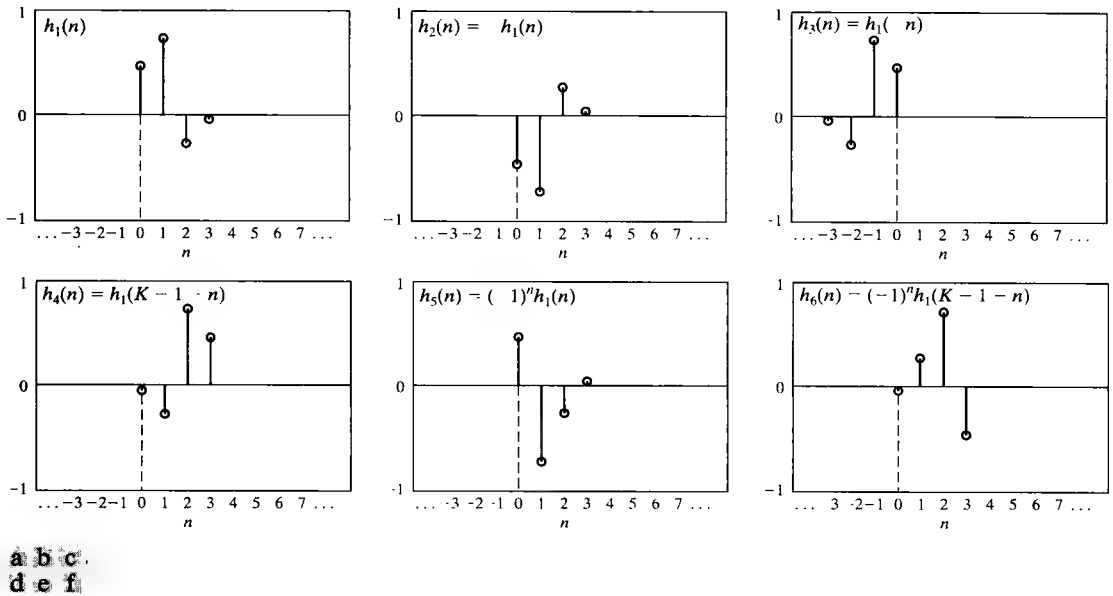 1
h₁(n)
0
−1
... −3 −2 −1 0 1 2 3 4 5 6 7 ...
n
1
h₂(n) = h₁(n)
0
−1
... −3 −2 1 0 1 2 3 4 5 6 7 ...
n
1
h₃(n) = h₁( n)
0
-1
... −3 −2 −1 0 1 2 3 4 5 6 7 ...
n
1
h₄(n) = h₁(K − 1 - n)
0
−1
... −3 −2 −1 0 1 2 3 4 5 6 7 ...
n
1
h₅(n) − ( 1)ⁿh₁(n)
0
-1
... −3 −2 −1 0 1 2 3 4 5 6 7 ...
n
1
h₆(n) − (−1)ⁿh₁(K − 1 − n)
0
−1
... 3 -2 −1 0 1 2 3 4 5 6 7 ...
n
a b c
d e f